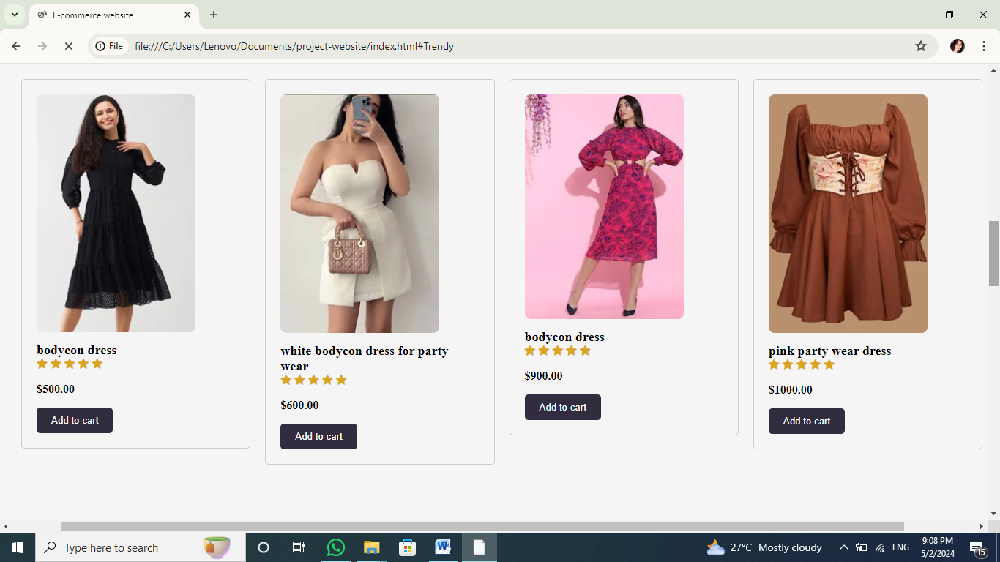 E-commerce website
File
file:///C:/Users/Lenovo/Documents/project-website/index.html#Trendy
bodycon dress
$500.00
Add to cart
white bodycon dress for party
wear
$600.00
Add to cart
bodycon dress
$900.00
Add to cart
pink party wear dress
$1000.00
Add to cart
Type here to search
27°C Mostly cloudy
ENG
9:08 PM
5/2/2024
15